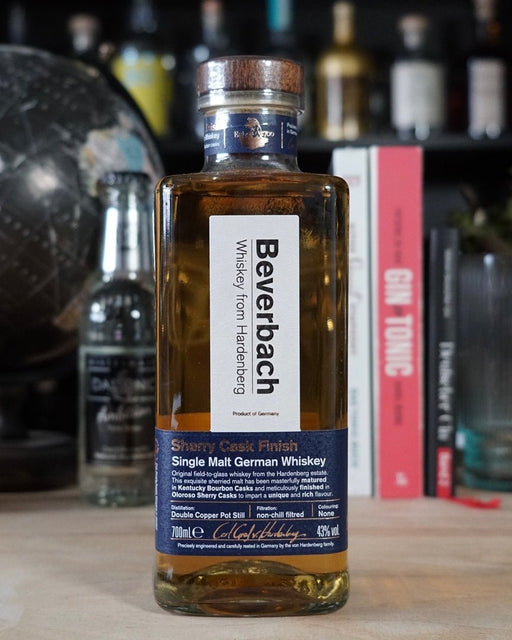 Beverbach
Whiskey from Hardenberg
Product of Germany
Sherry Cask Finish
Single Malt German Whiskey
Original field-to-glass whiskey from the Hardenberg estate.
This exquisite sherried malt has been masterfully matured
in Kentucky Bourbon Casks and meticulously finished in
Oloroso Sherry Casks to impart a unique and rich flavour.
Distillation: Filtration: Colouring:
Double Copper Pot Still non-chill filtred None
700ml ℮ Carl Graf v. Hardenberg 43% vol.
Precisely engineered and carefully rested in Germany by the von Hardenberg family.
GIN TONIC